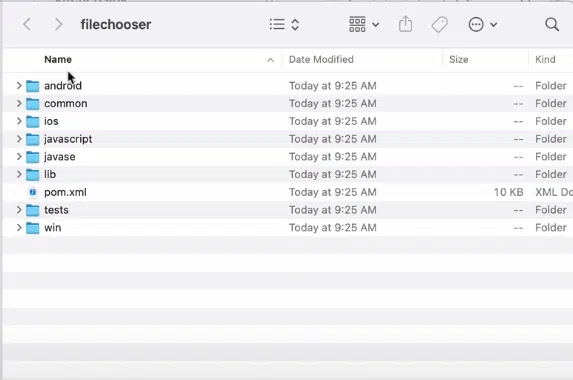 filechooser
Name Date Modified Size Kind
android Today at 9:25 AM -- Folder
common Today at 9:25 AM -- Folder
ios Today at 9:25 AM -- Folder
javascript Today at 9:25 AM -- Folder
javase Today at 9:25 AM -- Folder
lib Today at 9:25 AM -- Folder
pom.xml Today at 9:25 AM 10 KB XML Do
tests Today at 9:25 AM -- Folder
win Today at 9:25 AM -- Folder